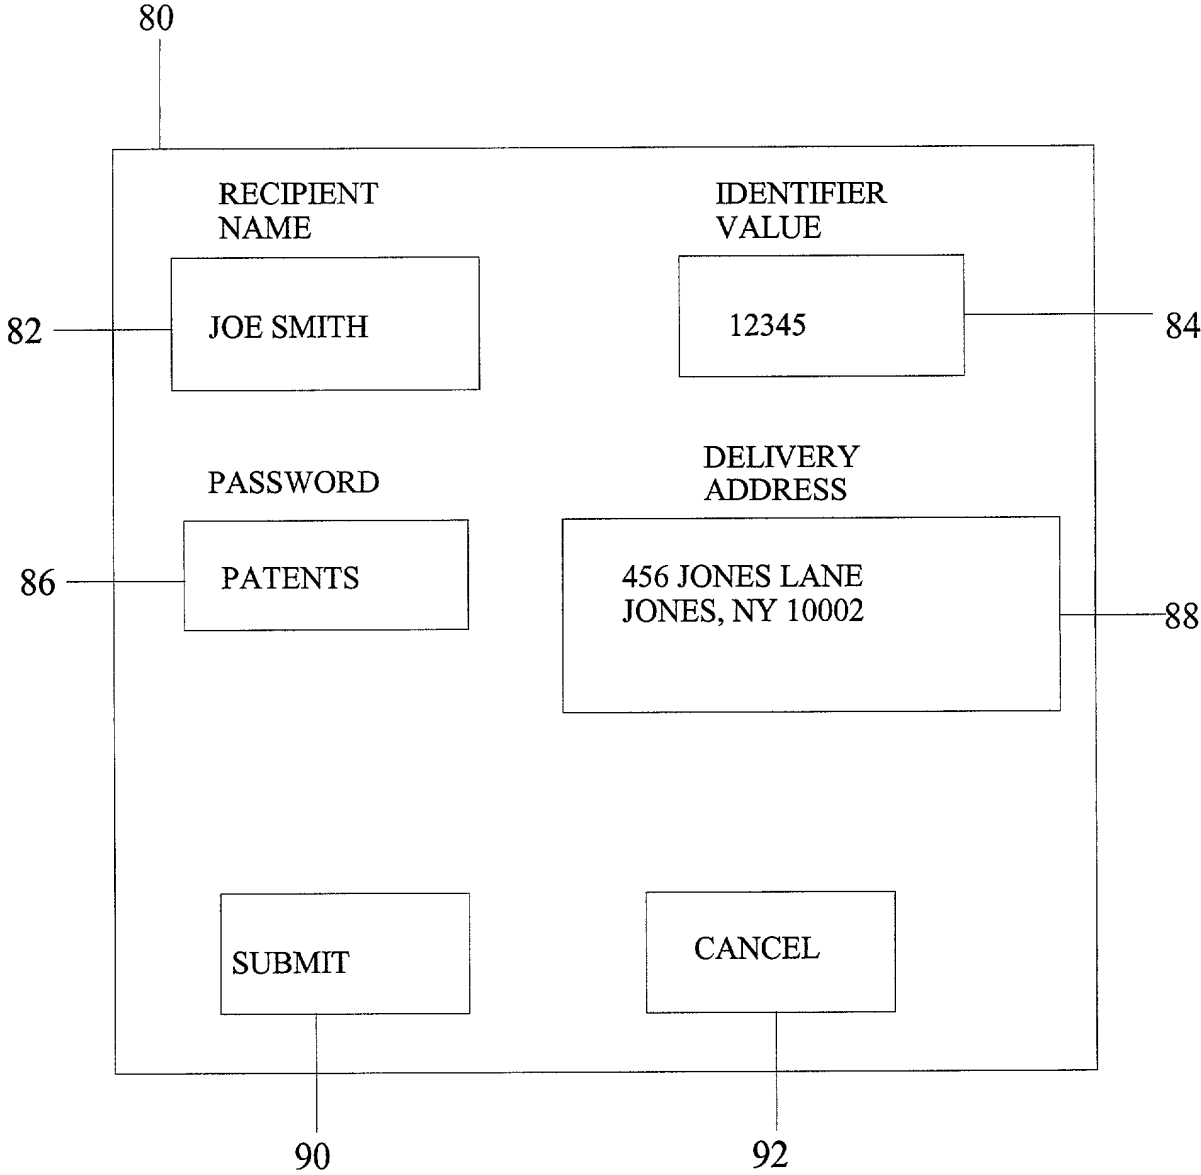 80
RECIPIENT
NAME
IDENTIFIER
VALUE
82
JOE SMITH
12345
84
PASSWORD
DELIVERY
ADDRESS
86
PATENTS
456 JONES LANE
JONES, NY 10002
88
SUBMIT
CANCEL
90
92